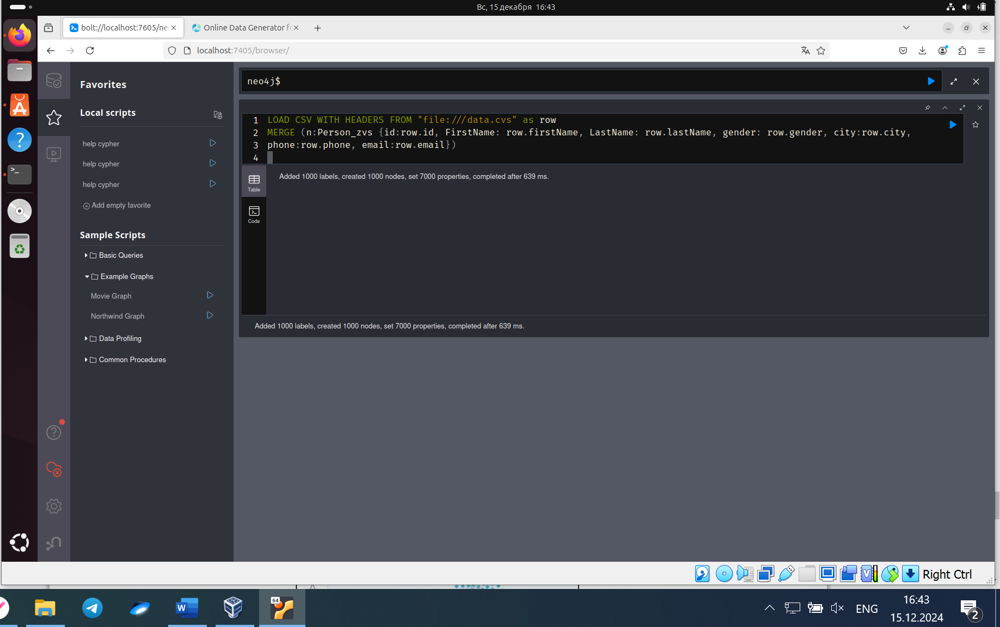 Вс, 15 декабря 16:43
bolt://localhost:7605/ne
Online Data Generator fo
localhost:7405/browser/
Favorites
Local scripts
help cypher
help cypher
help cypher
Add empty favorite
Sample Scripts
Basic Queries
Example Graphs
Movie Graph
Northwind Graph
Data Profiling
Common Procedures
neo4j$
1 LOAD CSV WITH HEADERS FROM "file:///data.cvs" as row
2 MERGE (n:Person_zvs {id:row.id, FirstName: row.firstName, LastName: row.lastName, gender: row.gender, city:row.city,
3 phone:row.phone, email:row.email})
4
Table
Added 1000 labels, created 1000 nodes, set 7000 properties, completed after 639 ms.
Code
Added 1000 labels, created 1000 nodes, set 7000 properties, completed after 639 ms.
Right Ctrl
64
ENG
16:43
15.12.2024
2